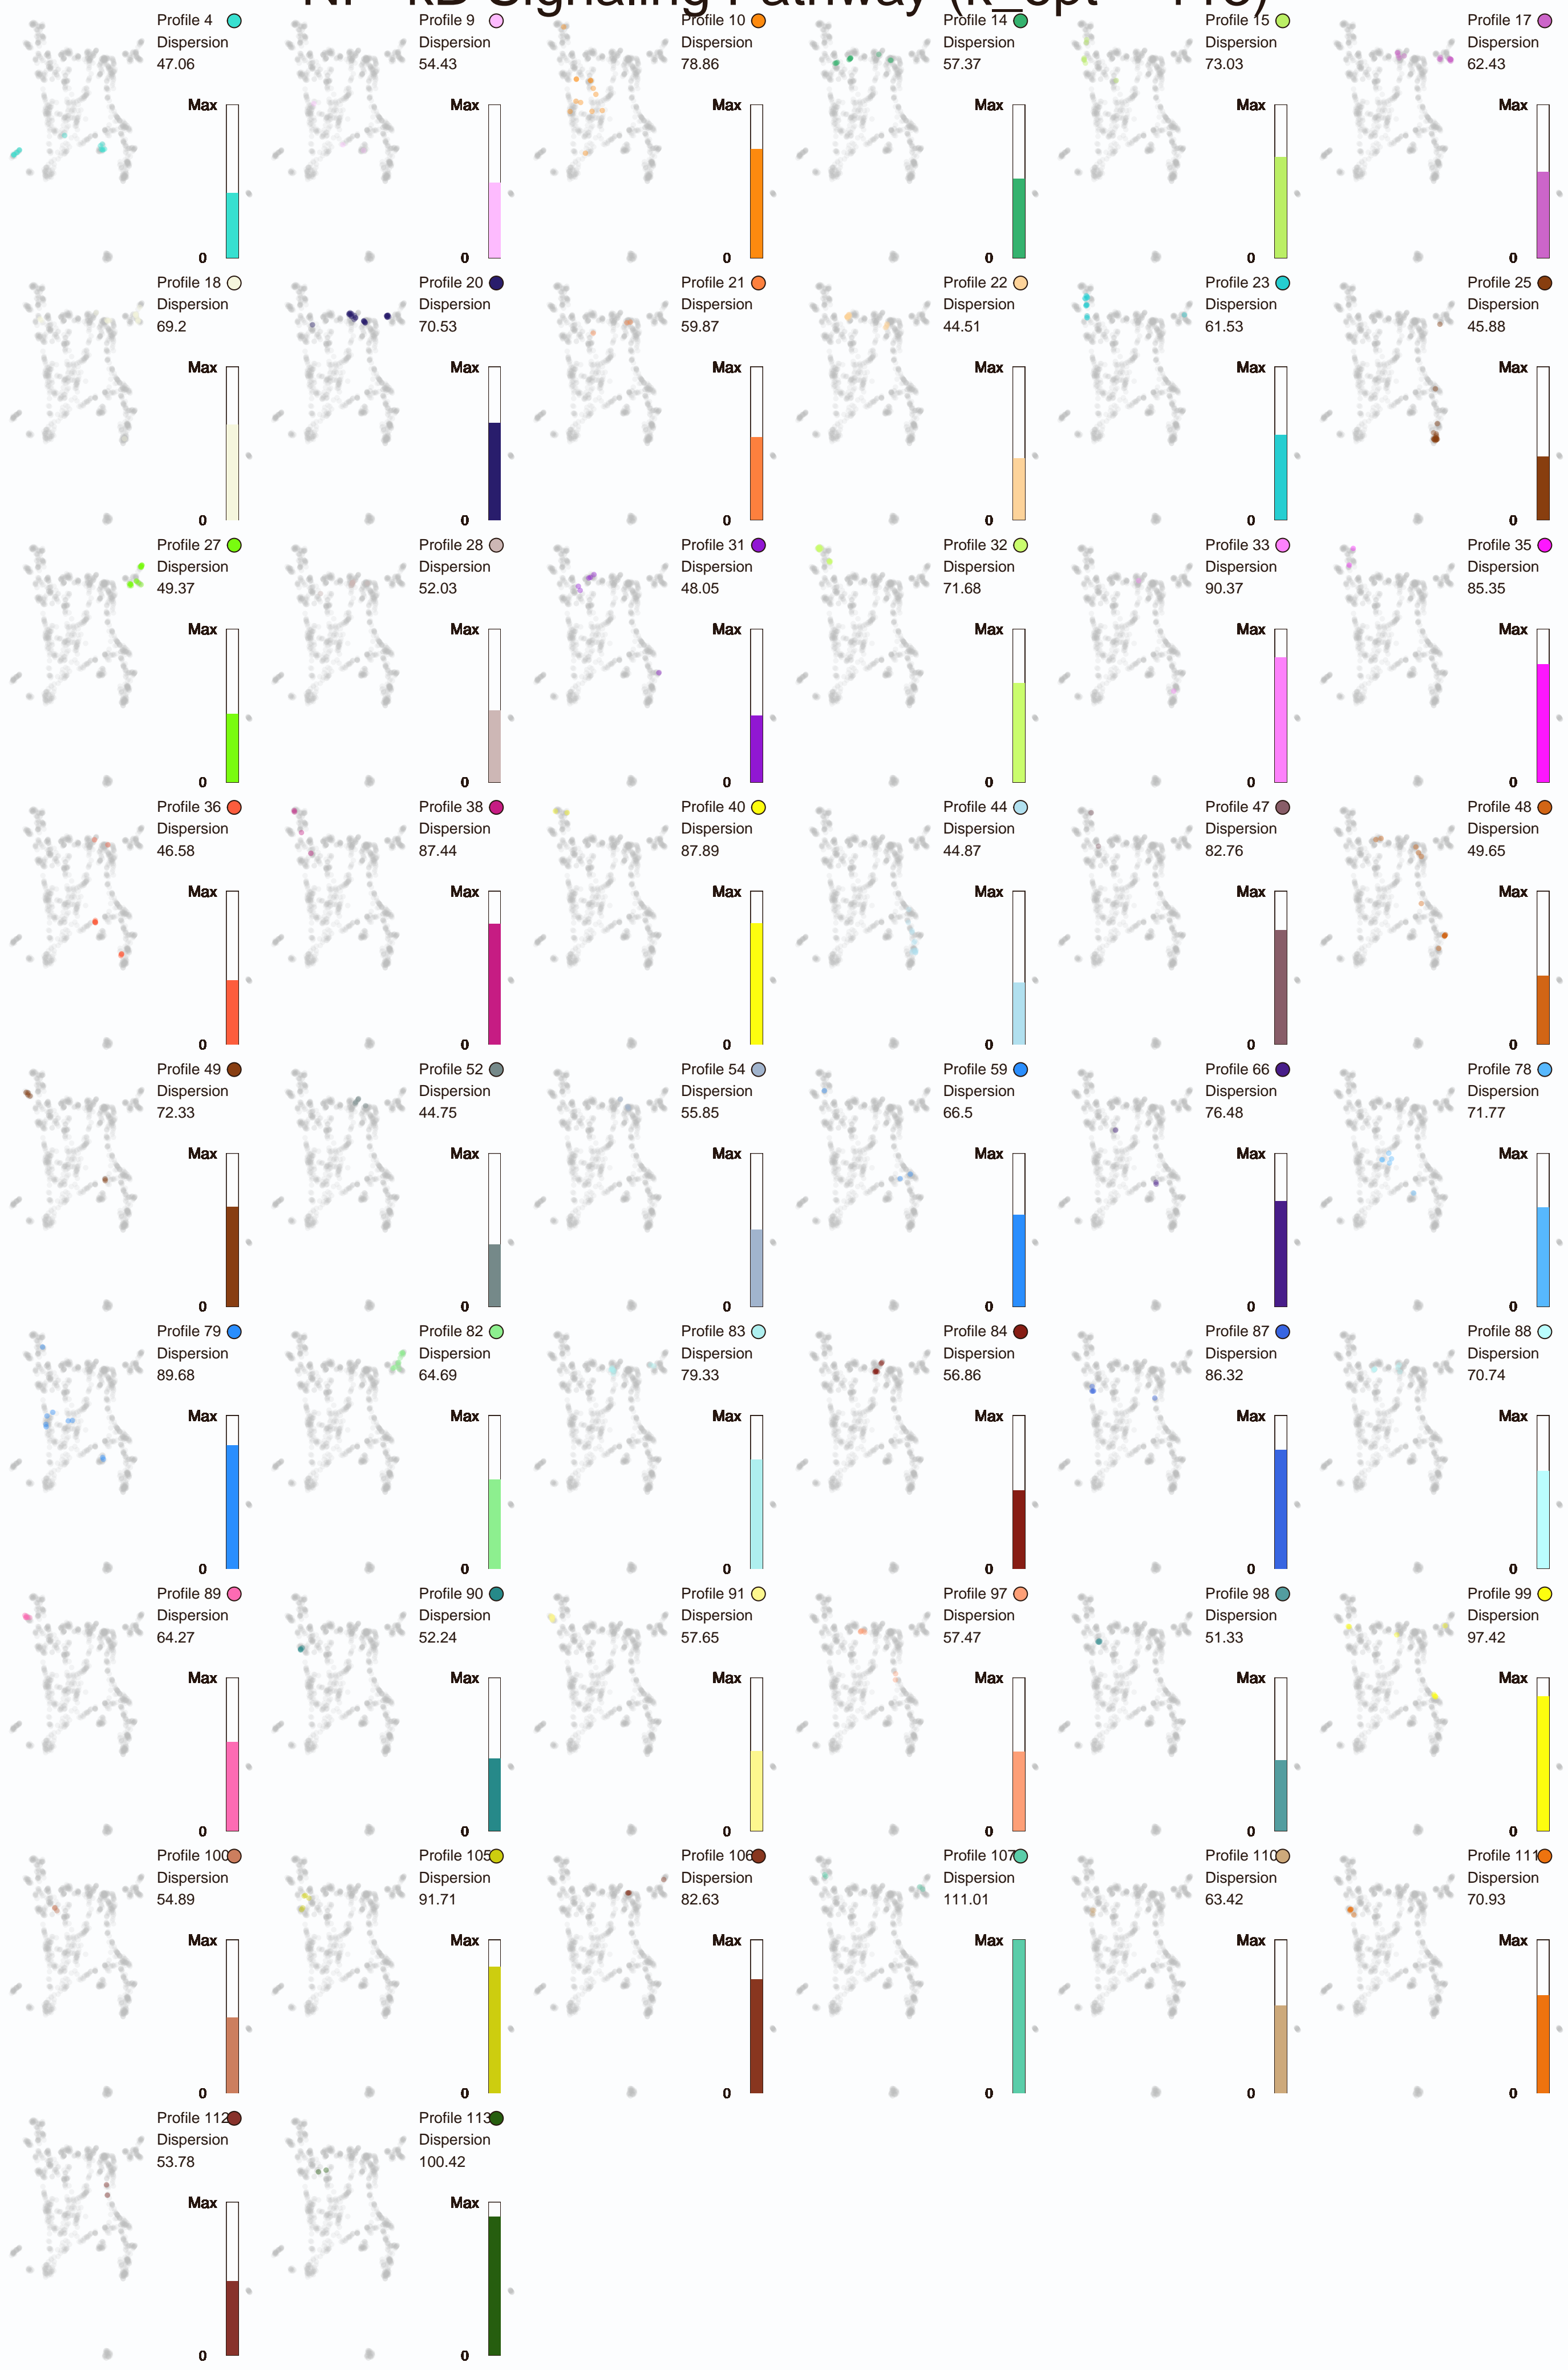 kB Signaling Pathway (k_opt
Profile 4
Dispersion
47.06
Max
0
Profile 9
Dispersion
54.43
Max
0
Profile 10
Dispersion
78.86
Max
0
Profile 14
Dispersion
57.37
Max
0
Profile 15
Dispersion
73.03
Max
0
Profile 17
Dispersion
62.43
Max
0
Profile 18
Dispersion
69.2
Max
0
Profile 20
Dispersion
70.53
Max
0
Profile 21
Dispersion
59.87
Max
0
Profile 22
Dispersion
44.51
Max
0
Profile 23
Dispersion
61.53
Max
0
Profile 25
Dispersion
45.88
Max
0
Profile 27
Dispersion
49.37
Max
0
Profile 28
Dispersion
52.03
Max
0
Profile 31
Dispersion
48.05
Max
0
Profile 32
Dispersion
71.68
Max
0
Profile 33
Dispersion
90.37
Max
0
Profile 35
Dispersion
85.35
Max
0
Profile 36
Dispersion
46.58
Max
0
Profile 38
Dispersion
87.44
Max
0
Profile 40
Dispersion
87.89
Max
0
Profile 44
Dispersion
44.87
Max
0
Profile 47
Dispersion
82.76
Max
0
Profile 48
Dispersion
49.65
Max
0
Profile 49
Dispersion
72.33
Max
0
Profile 52
Dispersion
44.75
Max
0
Profile 54
Dispersion
55.85
Max
0
Profile 59
Dispersion
66.5
Max
0
Profile 66
Dispersion
76.48
Max
0
Profile 78
Dispersion
71.77
Max
0
Profile 79
Dispersion
89.68
Max
0
Profile 82
Dispersion
64.69
Max
0
Profile 83
Dispersion
79.33
Max
0
Profile 84
Dispersion
56.86
Max
0
Profile 87
Dispersion
86.32
Max
0
Profile 88
Dispersion
70.74
Max
0
Profile 89
Dispersion
64.27
Max
0
Profile 90
Dispersion
52.24
Max
0
Profile 91
Dispersion
57.65
Max
0
Profile 97
Dispersion
57.47
Max
0
Profile 98
Dispersion
51.33
Max
0
Profile 99
Dispersion
97.42
Max
0
Profile 100
Dispersion
54.89
Max
0
Profile 105
Dispersion
91.71
Max
0
Profile 106
Dispersion
82.63
Max
0
Profile 107
Dispersion
111.01
Max
0
Profile 110
Dispersion
63.42
Max
0
Profile 111
Dispersion
70.93
Max
0
Profile 112
Dispersion
53.78
Max
0
Profile 113
Dispersion
100.42
Max
0